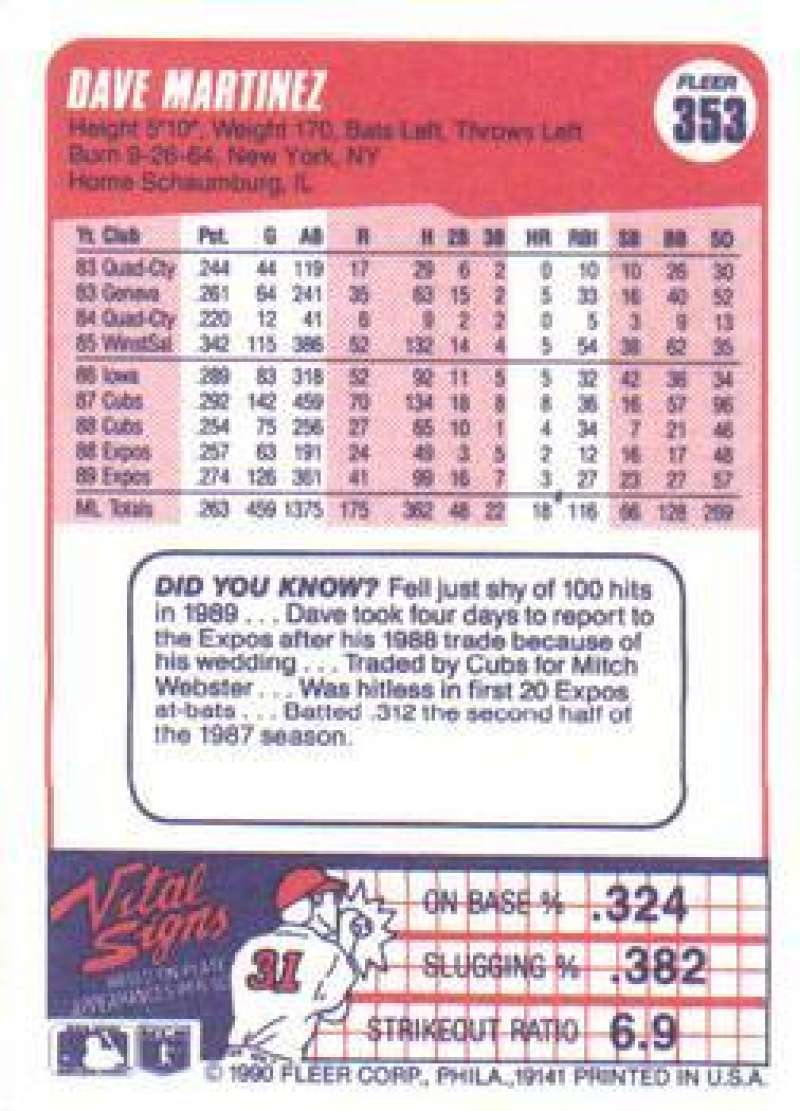 DAVE MARTINEZ
FLEER
353
Height 5'10", Weight 170, Bats Left, Throws Left
Born 9-26-64, New York, NY
Home Schaumburg, IL
Yr. Club Pct. G AB R H 2B 3B HR RBI SB BB SO
83 Quad-Cty .244 44 119 17 29 6 2 0 10 10 26 30
83 Geneva .261 64 241 35 63 15 2 5 33 16 40 52
84 Quad-Cty .220 12 41 6 9 2 2 0 5 3 9 13
85 WinstSal .342 115 386 52 132 14 4 5 54 38 62 35
86 Iowa .289 83 318 52 92 11 5 5 32 42 36 34
87 Cubs .292 142 459 70 134 18 8 8 36 16 57 96
88 Cubs .254 75 256 27 65 10 1 4 34 7 21 46
88 Expos .257 63 191 24 49 3 5 2 12 16 17 48
89 Expos .274 126 361 41 99 16 7 3 27 23 27 57
ML Totals .263 459 1375 175 362 48 22 18 116 66 128 269
DID YOU KNOW? Fell just shy of 100 hits
in 1989 . . . Dave took four days to report to
the Expos after his 1988 trade because of
his wedding . . . Traded by Cubs for Mitch
Webster . . . Was hitless in first 20 Expos
at-bats . . . Batted .312 the second half of
the 1987 season.
Vital
Signs
BASED ON PLATE
APPEARANCES PER K SO
31
ON BASE % .324
SLUGGING % .382
STRIKEOUT RATIO 6.9
© 1990 FLEER CORP., PHILA., 19141 PRINTED IN U.S.A.